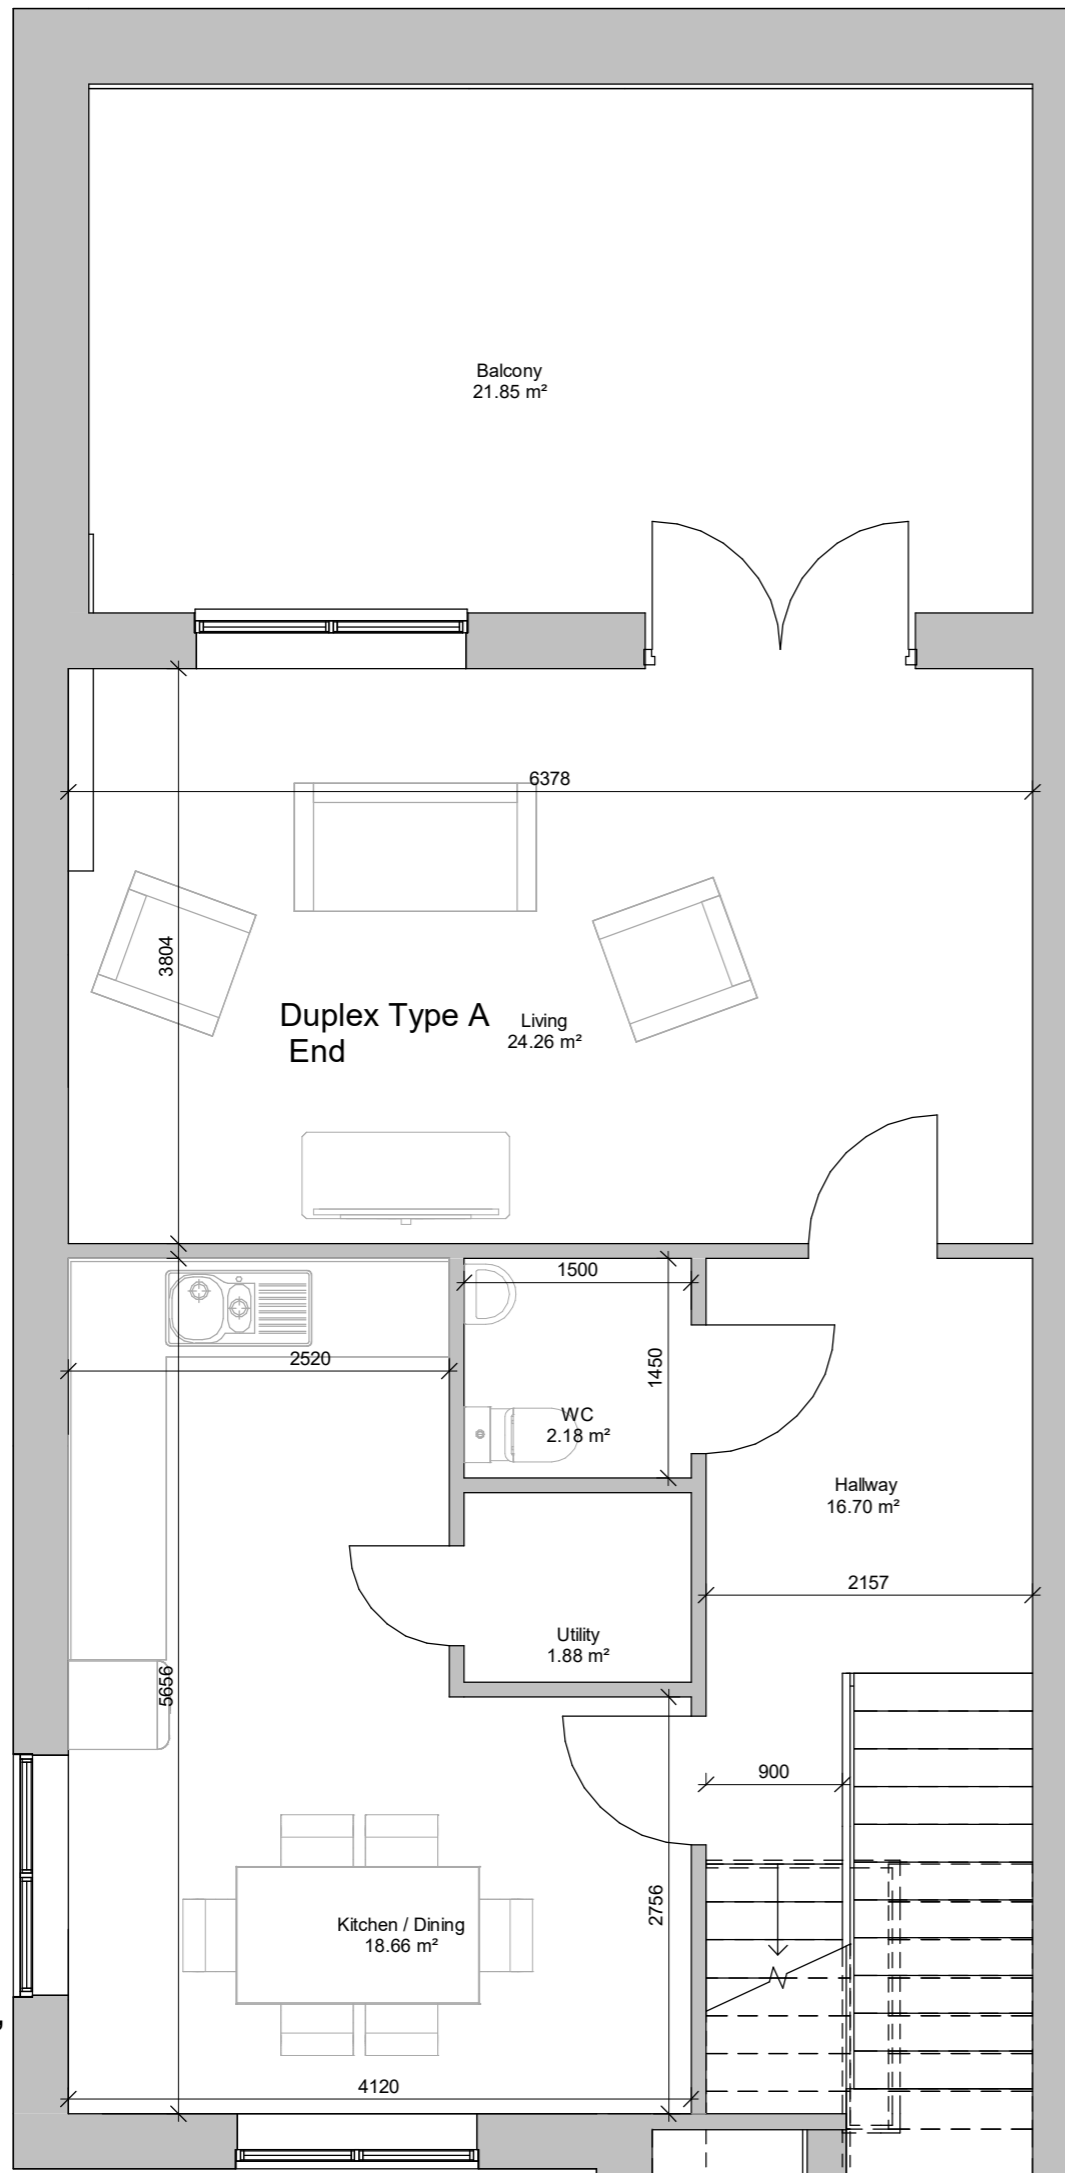 Balcony
21.85 m²
6378
3804
Duplex Type A
End
Living
24.26 m²
1500
2520
1450
WC
2.18 m²
Hallway
16.70 m²
2157
Utility
1.88 m²
5656
900
2756
Kitchen / Dining
18.66 m²
4120